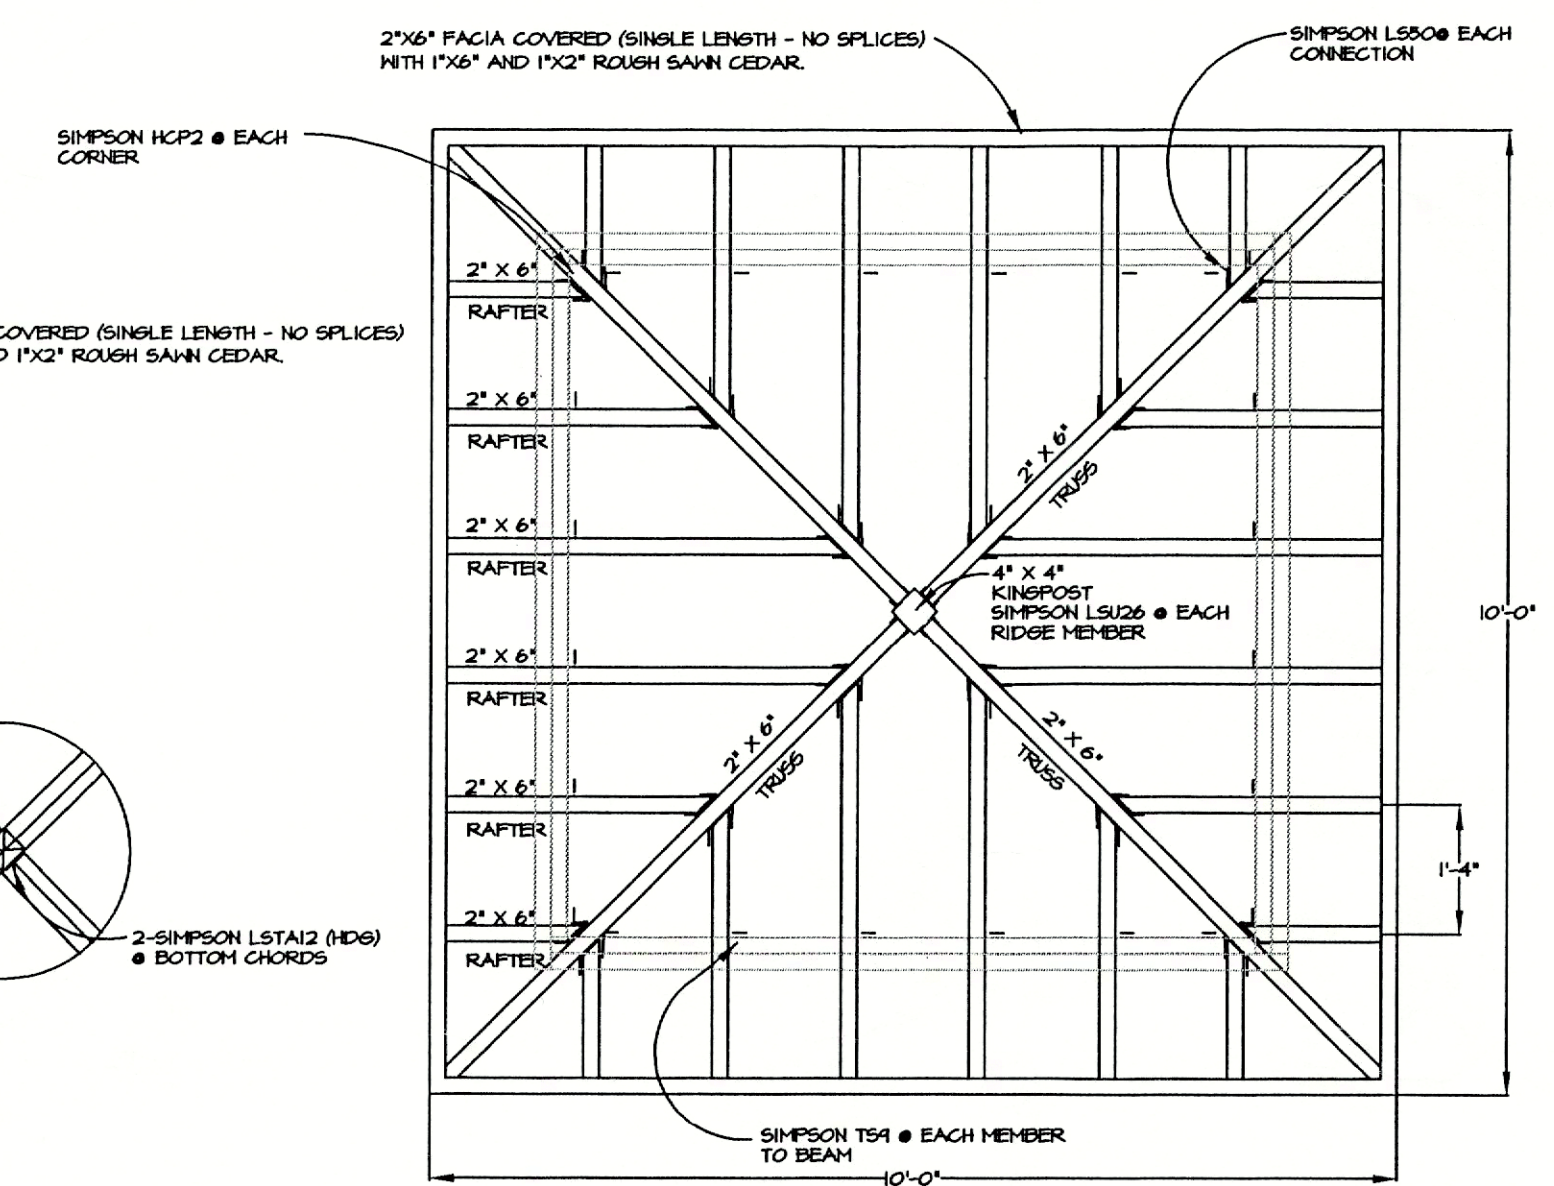 2"X6" FACIA COVERED (SINGLE LENGTH - NO SPLICES)
WITH 1"X6" AND 1"X2" ROUGH SAWN CEDAR.
SIMPSON LS50@ EACH
CONNECTION
SIMPSON HCP2 @ EACH
CORNER
2" X 6"
RAFTER
COVERED (SINGLE LENGTH - NO SPLICES)
D 1"X2" ROUGH SAWN CEDAR.
2" X 6"
RAFTER
2" X 6"
TRUSS
2" X 6"
RAFTER
4" X 4"
KINGPOST
SIMPSON LSU26 @ EACH
RIDGE MEMBER
10'-0"
2" X 6"
RAFTER
2" X 6"
TRUSS
2" X 6"
TRUSS
2" X 6"
RAFTER
1'-4"
2" X 6"
RAFTER
2-SIMPSON LSTA12 (HDG)
@ BOTTOM CHORDS
SIMPSON TS9 @ EACH MEMBER
TO BEAM
10'-0"